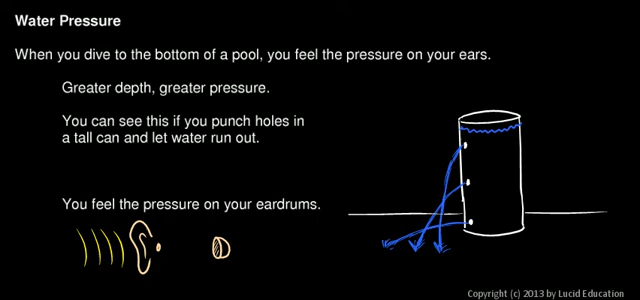 Water Pressure
When you dive to the bottom of a pool, you feel the pressure on your ears.
Greater depth, greater pressure.
You can see this if you punch holes in
a tall can and let water run out.
You feel the pressure on your eardrums.
Copyright (c) 2013 by Lucid Education